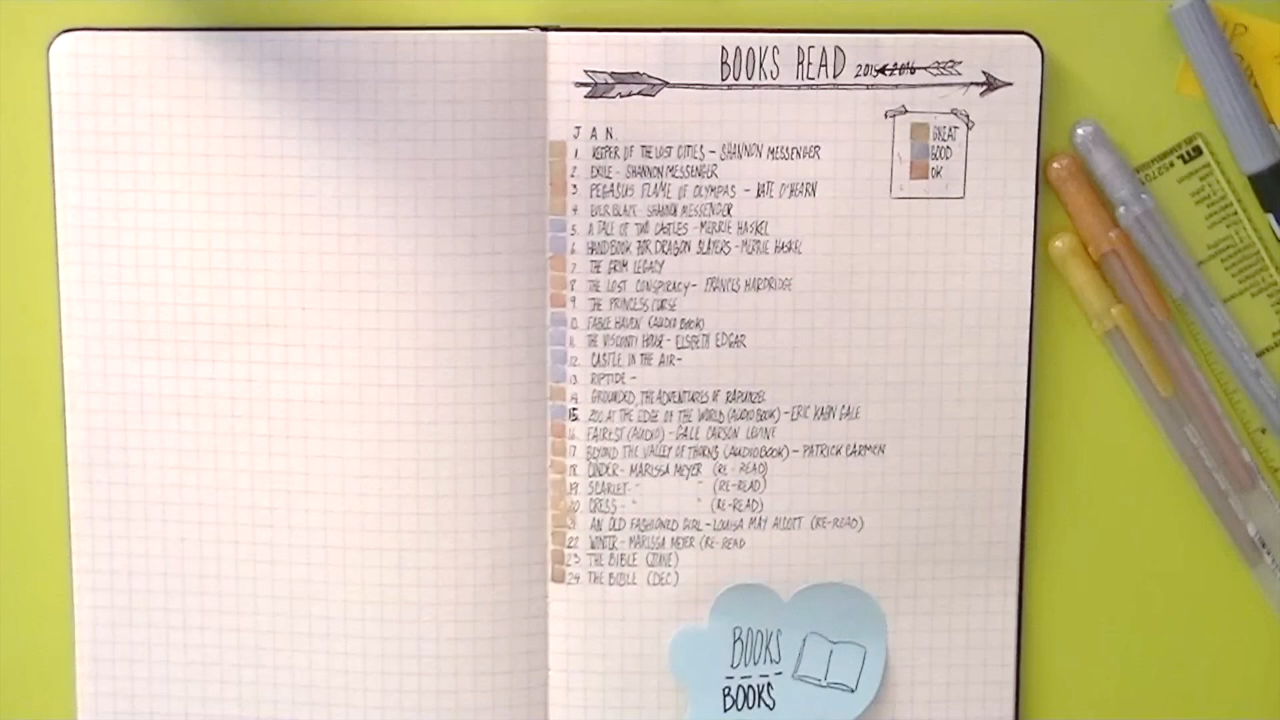 BOOKS READ 2015 2016
GREAT
GOOD
OK
JAN.
1. KEEPER OF THE LOST CITIES - SHANNON MESSENGER
2. EXILE - SHANNON MESSENGER
3 PEGASUS FLAME OF OLYMPAS - KATE O'HEARN
4. EVERBLAZE - SHANNON MESSENGER
5. A TALE OF TWO CASTLES - MERRIE HASKEL
6. HANDBOOK FOR DRAGON SLAYERS - MERRIE HASKEL
7. THE GRIM LEGACY
8. THE LOST CONSPIRACY - FRANCES HARDRIDGE
9. THE PRINCESS CURSE
10. FABLE HAVEN (AUDIO BOOK)
11. THE VISCONTY HOUSE - ELSBETH EDGAR
12. CASTLE IN THE AIR -
13. RIPTIDE -
14. GROUNDED, THE ADVENTURES OF RAPUNZEL
15. ZOO AT THE EDGE OF THE WORLD (AUDIO BOOK) - ERIC KAHN GALE
16. FAIREST (AUDIO) - GALE CARSON LEVINE
17. BEYOND THE VALLEY OF THORNS (AUDIOBOOK) - PATRICK CARMEN
18. CINDER - MARISSA MEYER (RE-READ)
19. SCARLET - " " (RE-READ)
20. CRESS - " " (RE-READ)
21 AN OLD FASHIONED GIRL - LOUISA MAY ALCOTT (RE-READ)
22 WINTER - MARISSA MEYER (RE-READ
23 THE BIBLE (JUNE)
24. THE BIBLE (DEC)
BOOKS
BOOKS